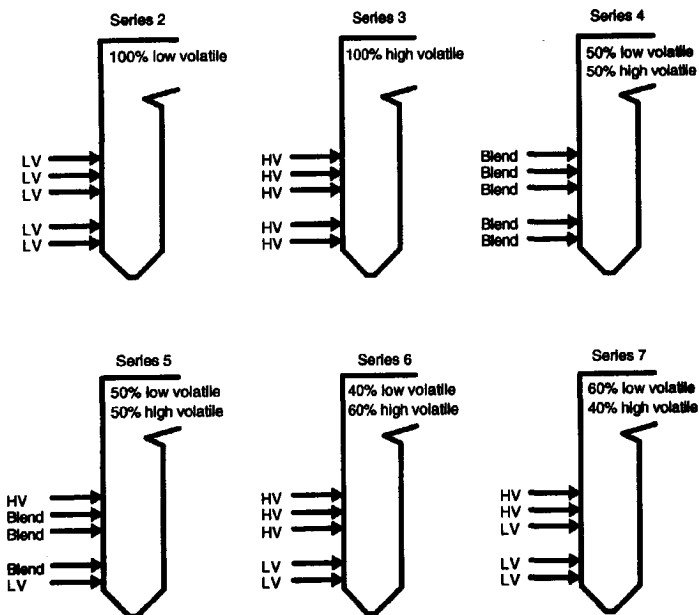 Series 2
100% low volatile
LV
LV
LV
LV
LV
Series 3
100% high volatile
HV
HV
HV
HV
HV
Series 4
50% low volatile
50% high volatile
Blend
Blend
Blend
Blend
Blend
Series 5
50% low volatile
50% high volatile
HV
Blend
Blend
Blend
LV
Series 6
40% low volatile
60% high volatile
HV
HV
HV
LV
LV
Series 7
60% low volatile
40% high volatile
HV
HV
LV
LV
LV